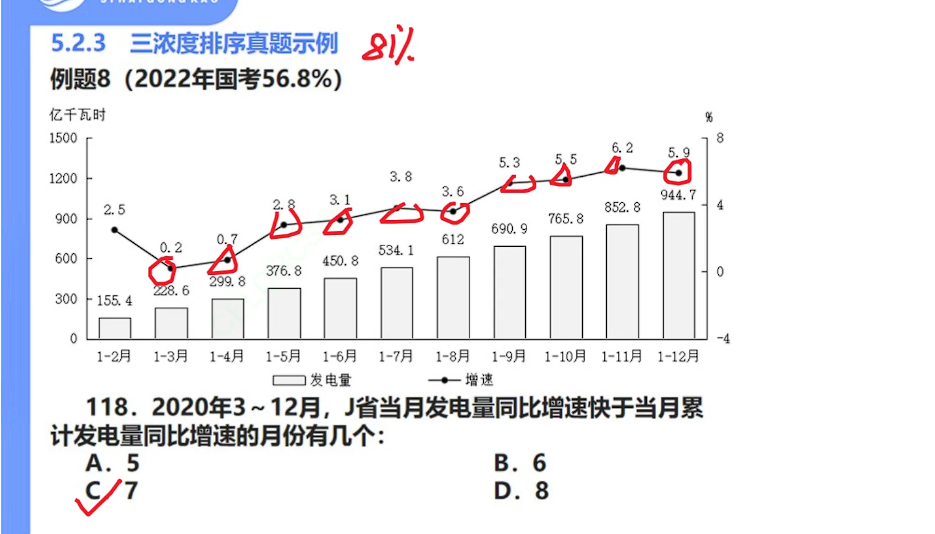 5.2.3 三浓度排序真题示例 81%
例题8（2022年国考56.8%）
亿千瓦时 %
1500 8
1200 4
900 0
600 -4
300
0
2.5 0.2 0.7 2.8 3.1 3.8 3.6 5.3 5.5 6.2 5.9
155.4 228.6 299.8 376.8 450.8 534.1 612 690.9 765.8 852.8 944.7
1-2月 1-3月 1-4月 1-5月 1-6月 1-7月 1-8月 1-9月 1-10月 1-11月 1-12月
发电量 增速
118．2020年3～12月，J省当月发电量同比增速快于当月累
计发电量同比增速的月份有几个：
A．5 B．6
C 7 D．8